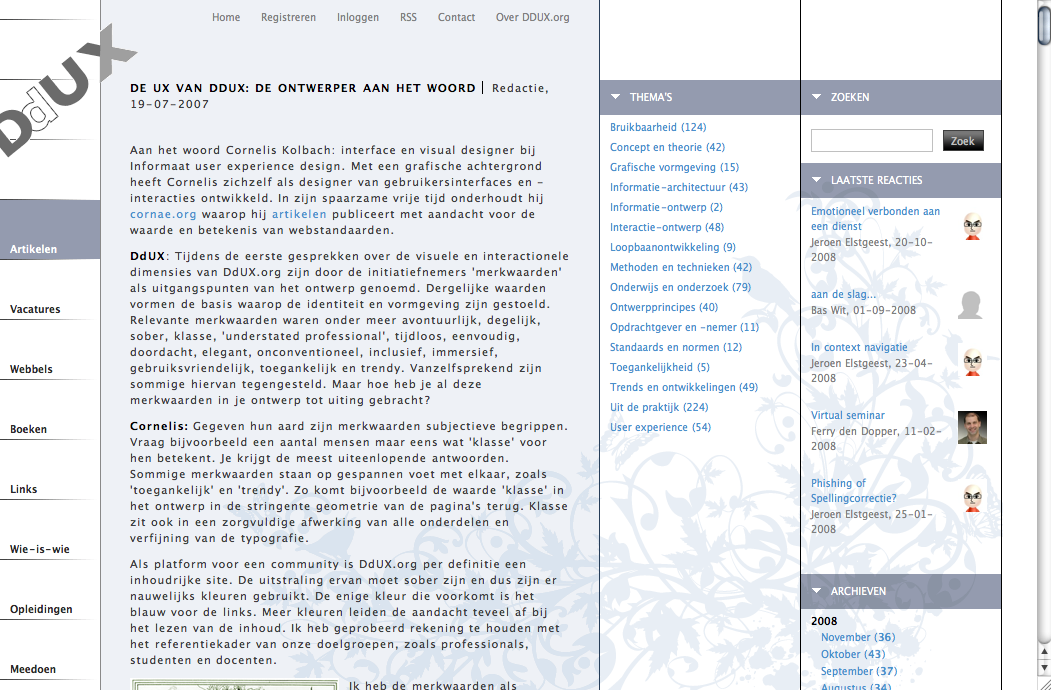 Home Registreren Inloggen RSS Contact Over DDUX.org
DdUX
Artikelen
Vacatures
Webbels
Boeken
Links
Wie-is-wie
Opleidingen
Meedoen
DE UX VAN DDUX: DE ONTWERPER AAN HET WOORD | Redactie,
19-07-2007
Aan het woord Cornelis Kolbach: interface en visual designer bij
Informaat user experience design. Met een grafische achtergrond
heeft Cornelis zichzelf als designer van gebruikersinterfaces en -
interacties ontwikkeld. In zijn spaarzame vrije tijd onderhoudt hij
cornae.org waarop hij artikelen publiceert met aandacht voor de
waarde en betekenis van webstandaarden.
DdUX: Tijdens de eerste gesprekken over de visuele en interactionele
dimensies van DdUX.org zijn door de initiatiefnemers 'merkwaarden'
als uitgangspunten van het ontwerp genoemd. Dergelijke waarden
vormen de basis waarop de identiteit en vormgeving zijn gestoeld.
Relevante merkwaarden waren onder meer avontuurlijk, degelijk,
sober, klasse, 'understated professional', tijdloos, eenvoudig,
doordacht, elegant, onconventioneel, inclusief, immersief,
gebruiksvriendelijk, toegankelijk en trendy. Vanzelfsprekend zijn
sommige hiervan tegengesteld. Maar hoe heb je al deze
merkwaarden in je ontwerp tot uiting gebracht?
Cornelis: Gegeven hun aard zijn merkwaarden subjectieve begrippen.
Vraag bijvoorbeeld een aantal mensen maar eens wat 'klasse' voor
hen betekent. Je krijgt de meest uiteenlopende antwoorden.
Sommige merkwaarden staan op gespannen voet met elkaar, zoals
'toegankelijk' en 'trendy'. Zo komt bijvoorbeeld de waarde 'klasse' in
het ontwerp in de stringente geometrie van de pagina's terug. Klasse
zit ook in een zorgvuldige afwerking van alle onderdelen en
verfijning van de typografie.
Als platform voor een community is DdUX.org per definitie een
inhoudrijke site. De uitstraling ervan moet sober zijn en dus zijn er
nauwelijks kleuren gebruikt. De enige kleur die voorkomt is het
blauw voor de links. Meer kleuren leiden de aandacht teveel af bij
het lezen van de inhoud. Ik heb geprobeerd rekening te houden met
het referentiekader van onze doelgroepen, zoals professionals,
studenten en docenten.
Ik heb de merkwaarden als
THEMA'S
Bruikbaarheid (124)
Concept en theorie (42)
Grafische vormgeving (15)
Informatie-architectuur (43)
Informatie-ontwerp (2)
Interactie-ontwerp (48)
Loopbaanontwikkeling (9)
Methoden en technieken (42)
Onderwijs en onderzoek (79)
Ontwerpprincipes (40)
Opdrachtgever en -nemer (11)
Standaards en normen (12)
Toegankelijkheid (5)
Trends en ontwikkelingen (49)
Uit de praktijk (224)
User experience (54)
ZOEKEN
Zoek
LAATSTE REACTIES
Emotioneel verbonden aan
een dienst
Jeroen Elstgeest, 20-10-
2008
aan de slag...
Bas Wit, 01-09-2008
In context navigatie
Jeroen Elstgeest, 23-04-
2008
Virtual seminar
Ferry den Dopper, 11-02-
2008
Phishing of
Spellingcorrectie?
Jeroen Elstgeest, 25-01-
2008
ARCHIEVEN
2008
November (36)
Oktober (43)
September (37)
Augustus (34)